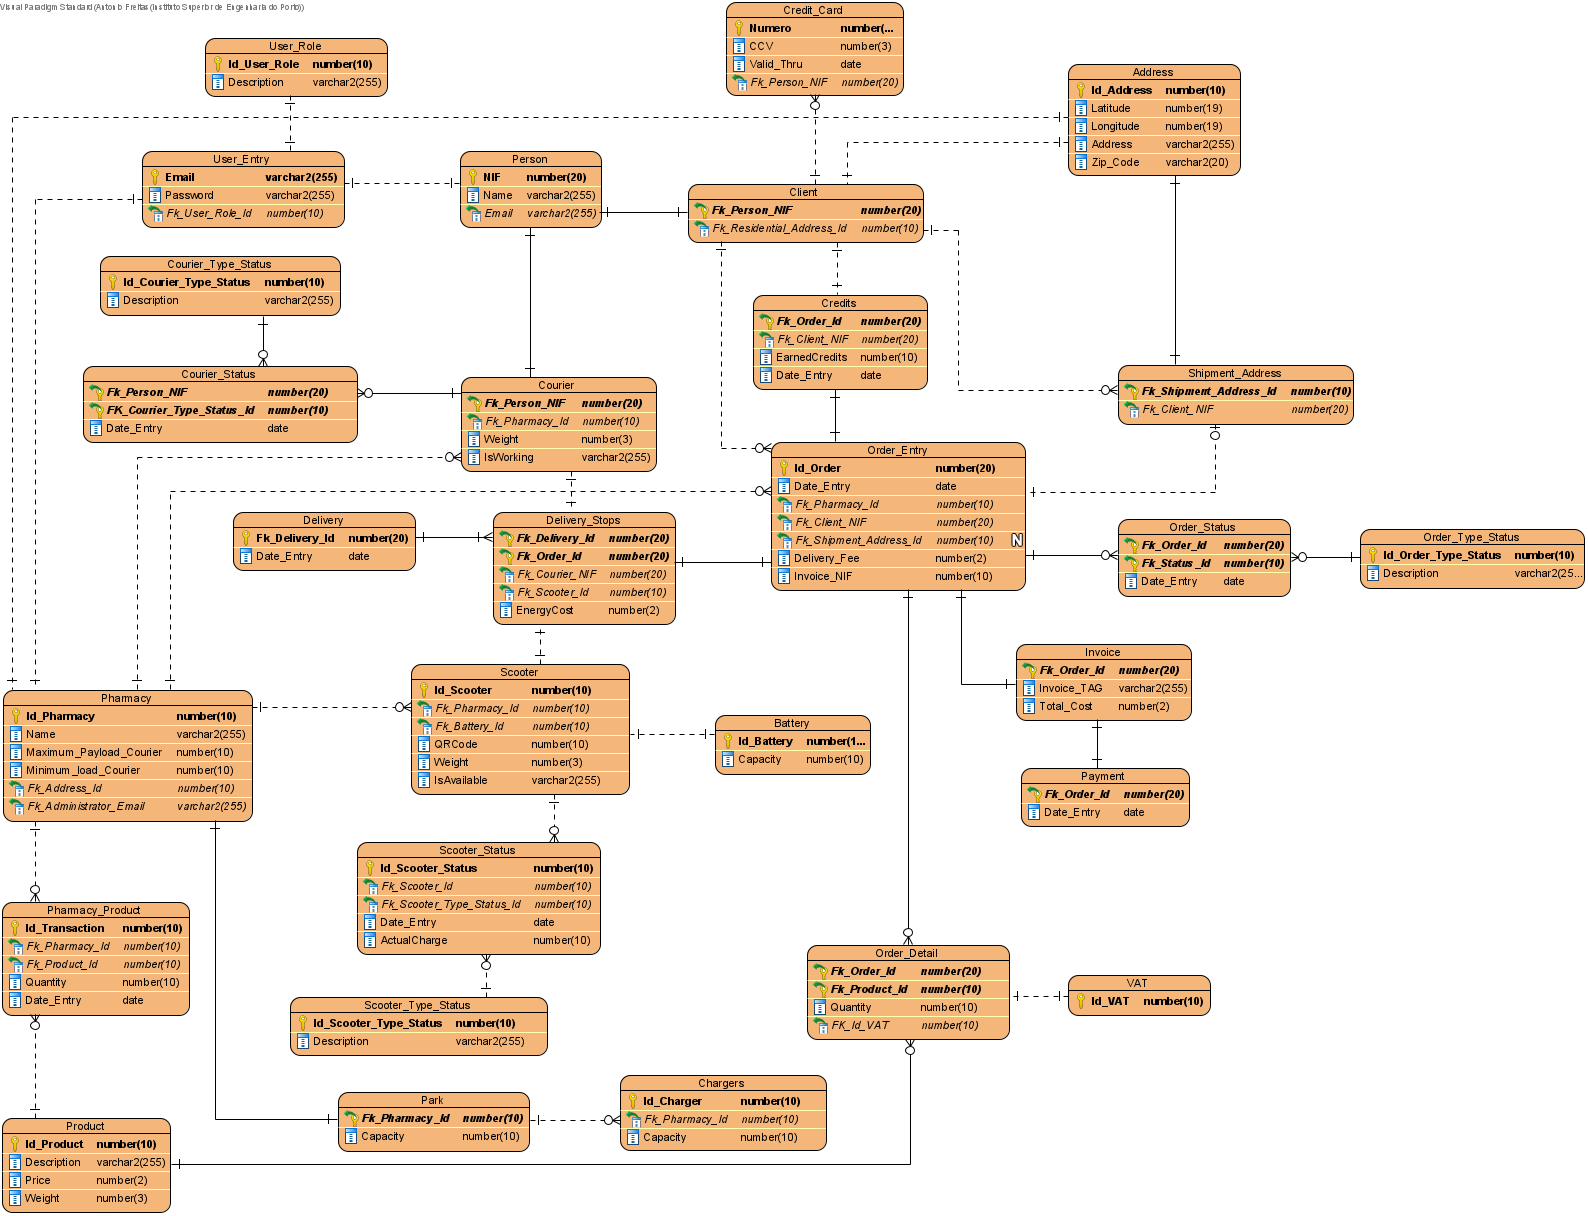 Visual Paradigm Standard (Antonio Freitas(Instituto Superior de Engenharia do Porto))
Credit_Card
Numero number(...
CCV number(3)
Valid_Thru date
Fk_Person_NIF number(20)
User_Role
Id_User_Role number(10)
Description varchar2(255)
Address
Id_Address number(10)
Latitude number(19)
Longitude number(19)
Address varchar2(255)
Zip_Code varchar2(20)
User_Entry
Email varchar2(255)
Password varchar2(255)
Fk_User_Role_Id number(10)
Person
NIF number(20)
Name varchar2(255)
Email varchar2(255)
Client
Fk_Person_NIF number(20)
Fk_Residential_Address_Id number(10)
Courier_Type_Status
Id_Courier_Type_Status number(10)
Description varchar2(255)
Credits
Fk_Order_Id number(20)
Fk_Client_NIF number(20)
EarnedCredits number(10)
Date_Entry date
Courier_Status
Fk_Person_NIF number(20)
FK_Courier_Type_Status_Id number(10)
Date_Entry date
Courier
Fk_Person_NIF number(20)
Fk_Pharmacy_Id number(10)
Weight number(3)
IsWorking varchar2(255)
Shipment_Address
Fk_Shipment_Address_Id number(10)
Fk_Client_NIF number(20)
Order_Entry
Id_Order number(20)
Date_Entry date
Fk_Pharmacy_Id number(10)
Fk_Client_NIF number(20)
Fk_Shipment_Address_Id number(10) N
Delivery_Fee number(2)
Invoice_NIF number(10)
Delivery
Fk_Delivery_Id number(20)
Date_Entry date
Delivery_Stops
Fk_Delivery_Id number(20)
Fk_Order_Id number(20)
Fk_Courier_NIF number(20)
Fk_Scooter_Id number(10)
EnergyCost number(2)
Order_Status
Fk_Order_Id number(20)
Fk_Status_Id number(10)
Date_Entry date
Order_Type_Status
Id_Order_Type_Status number(10)
Description varchar2(25...
Invoice
Fk_Order_Id number(20)
Invoice_TAG varchar2(255)
Total_Cost number(2)
Scooter
Id_Scooter number(10)
Fk_Pharmacy_Id number(10)
Fk_Battery_Id number(10)
QRCode number(10)
Weight number(3)
IsAvailable varchar2(255)
Pharmacy
Id_Pharmacy number(10)
Name varchar2(255)
Maximum_Payload_Courier number(10)
Minimum_load_Courier number(10)
Fk_Address_Id number(10)
Fk_Administrator_Email varchar2(255)
Battery
Id_Battery number(1...
Capacity number(10)
Payment
Fk_Order_Id number(20)
Date_Entry date
Scooter_Status
Id_Scooter_Status number(10)
Fk_Scooter_Id number(10)
Fk_Scooter_Type_Status_Id number(10)
Date_Entry date
ActualCharge number(10)
Pharmacy_Product
Id_Transaction number(10)
Fk_Pharmacy_Id number(10)
Fk_Product_Id number(10)
Quantity number(10)
Date_Entry date
Order_Detail
Fk_Order_Id number(20)
Fk_Product_Id number(10)
Quantity number(10)
FK_Id_VAT number(10)
VAT
Id_VAT number(10)
Scooter_Type_Status
Id_Scooter_Type_Status number(10)
Description varchar2(255)
Chargers
Id_Charger number(10)
Fk_Pharmacy_Id number(10)
Capacity number(10)
Park
Fk_Pharmacy_Id number(10)
Capacity number(10)
Product
Id_Product number(10)
Description varchar2(255)
Price number(2)
Weight number(3)